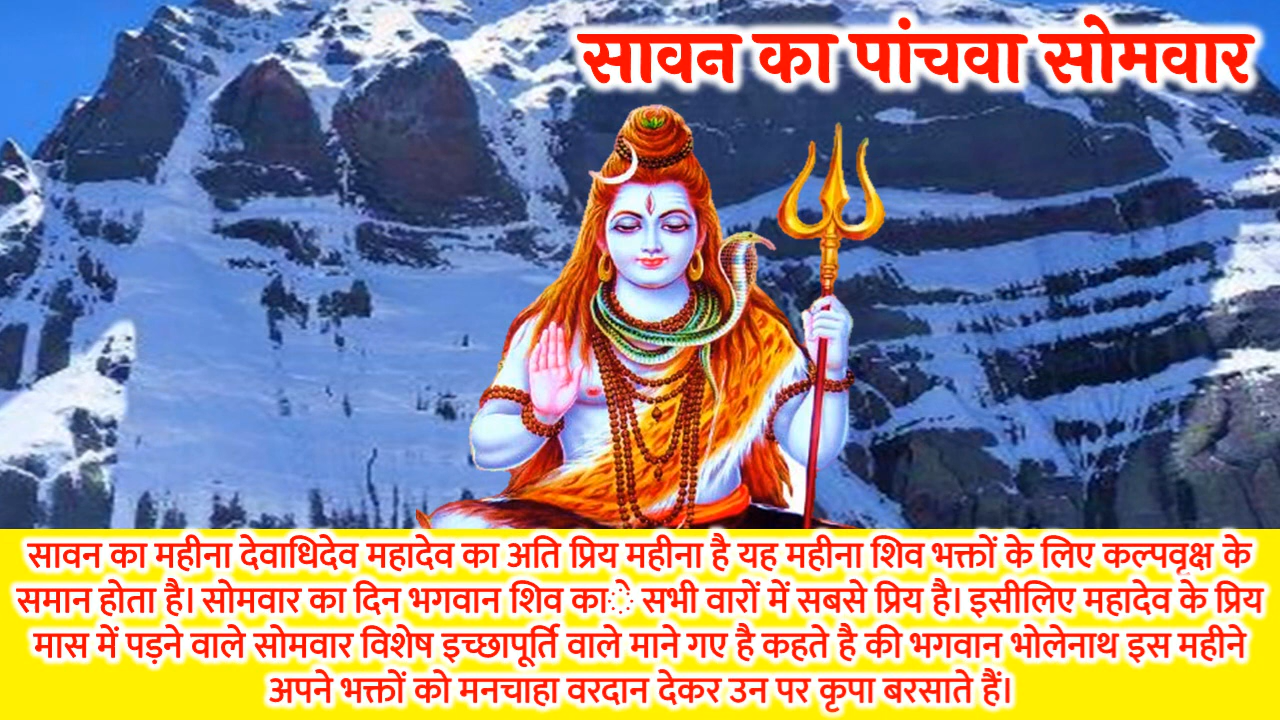 सावन का पांचवा सोमवार
सावन का महीना देवाधिदेव महादेव का अति प्रिय महीना है यह महीना शिव भक्तों के लिए कल्पवृक्ष के
समान होता है। सोमवार का दिन भगवान शिव काे सभी वारों में सबसे प्रिय है। इसीलिए महादेव के प्रिय
मास में पड़ने वाले सोमवार विशेष इच्छापूर्ति वाले माने गए है कहते है की भगवान भोलेनाथ इस महीने
अपने भक्तों को मनचाहा वरदान देकर उन पर कृपा बरसाते हैं।